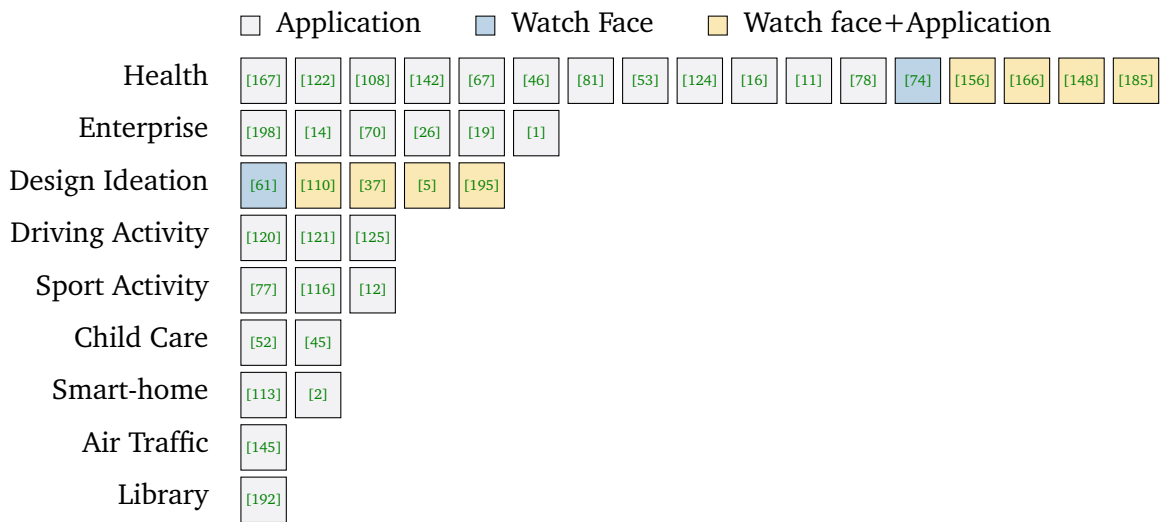 Application Watch Face Watch face+Application
Health [167] [122] [108] [142] [67] [46] [81] [53] [124] [16] [11] [78] [74] [156] [166] [148] [185]
Enterprise [198] [14] [70] [26] [19] [1]
Design Ideation [61] [110] [37] [5] [195]
Driving Activity [120] [121] [125]
Sport Activity [77] [116] [12]
Child Care [52] [45]
Smart-home [113] [2]
Air Traffic [145]
Library [192]